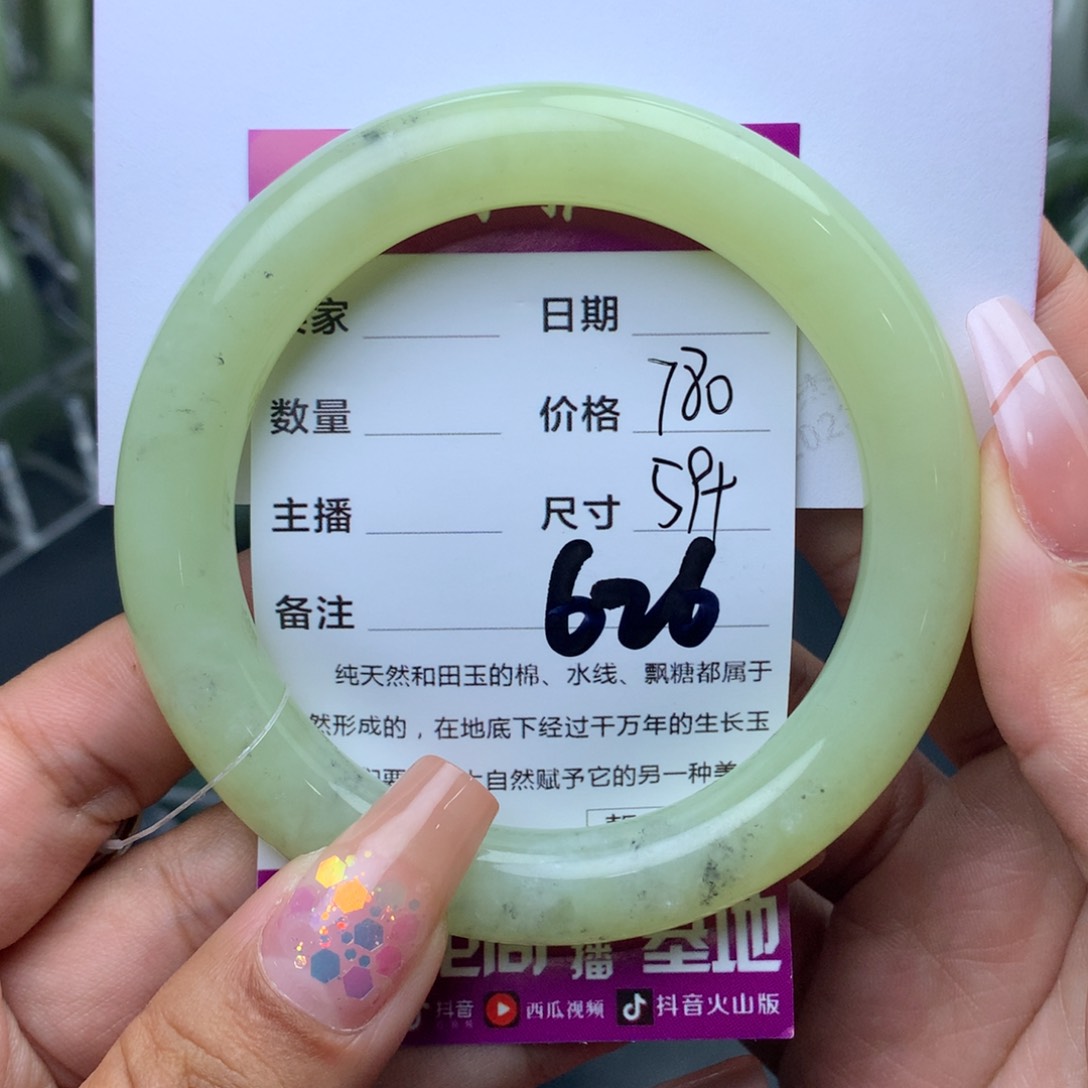 家 日期
数量 价格 780
主播 尺寸 59+
备注 626
纯天然和田玉的棉、水线、飘糖都属于
然形成的，在地底下经过千万年的生长玉
自然赋予它的另一种美
播基地
抖音 西瓜视频 抖音火山版